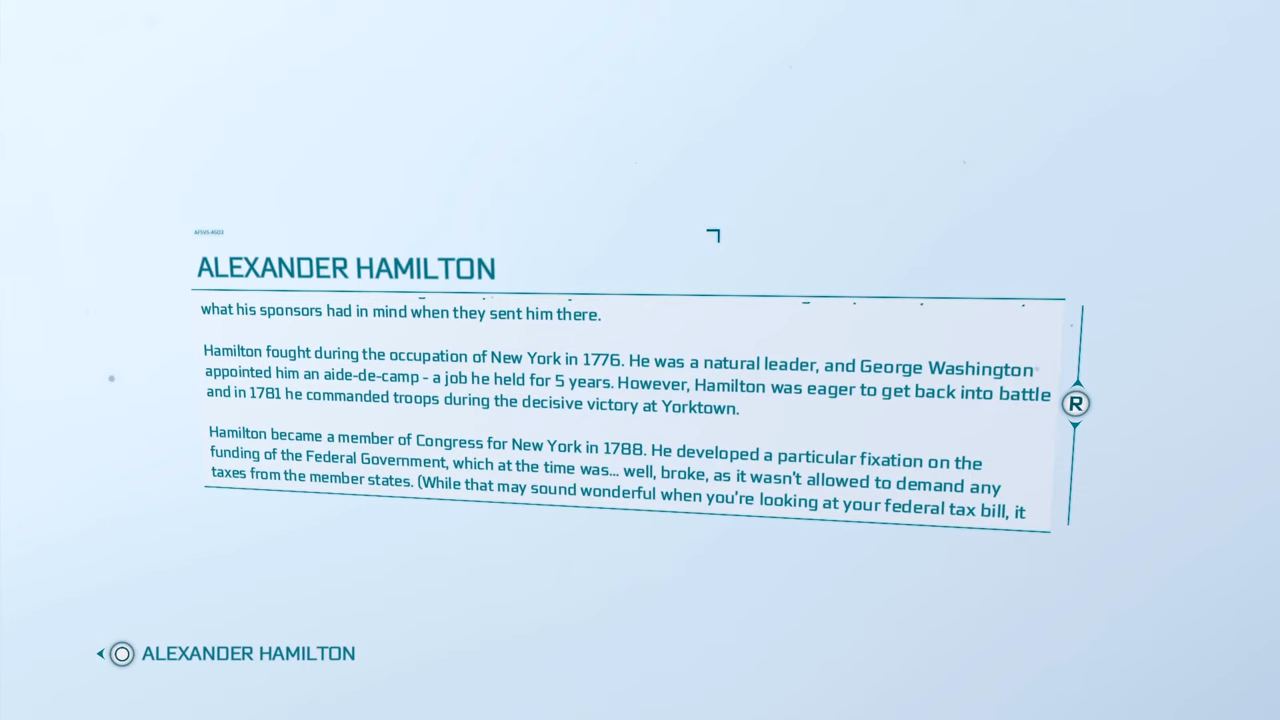 ALEXANDER HAMILTON
what his sponsors had in mind when they sent him there.
Hamilton fought during the occupation of New York in 1776. He was a natural leader, and George Washington
appointed him an aide-de-camp - a job he held for 5 years. However, Hamilton was eager to get back into battle
and in 1781 he commanded troops during the decisive victory at Yorktown.
Hamilton became a member of Congress for New York in 1788. He developed a particular fixation on the
funding of the Federal Government, which at the time was... well, broke, as it wasn't allowed to demand any
taxes from the member states. (While that may sound wonderful when you're looking at your federal tax bill, it
R
ALEXANDER HAMILTON